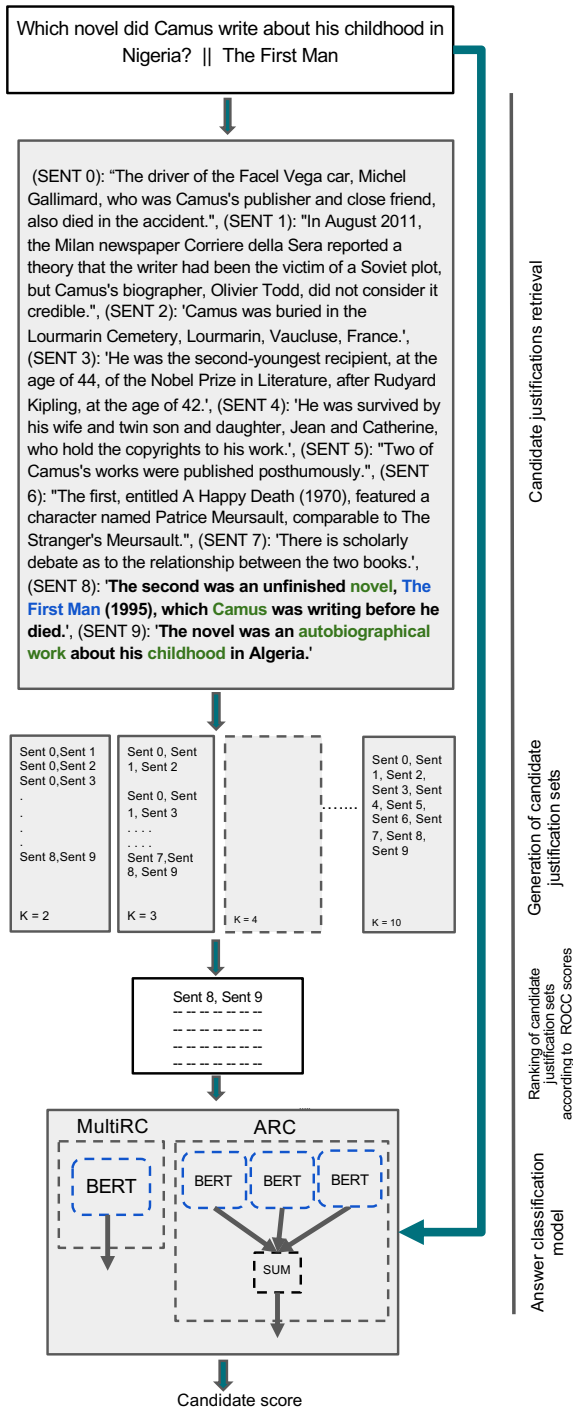 Which novel did Camus write about his childhood in
Nigeria? || The First Man
(SENT 0): “The driver of the Facel Vega car, Michel
Gallimard, who was Camus's publisher and close friend,
also died in the accident.", (SENT 1): "In August 2011,
the Milan newspaper Corriere della Sera reported a
theory that the writer had been the victim of a Soviet plot,
but Camus's biographer, Olivier Todd, did not consider it
credible.", (SENT 2): 'Camus was buried in the
Lourmarin Cemetery, Lourmarin, Vaucluse, France.',
(SENT 3): 'He was the second-youngest recipient, at the
age of 44, of the Nobel Prize in Literature, after Rudyard
Kipling, at the age of 42.', (SENT 4): 'He was survived by
his wife and twin son and daughter, Jean and Catherine,
who hold the copyrights to his work.', (SENT 5): "Two of
Camus's works were published posthumously.", (SENT
6): "The first, entitled A Happy Death (1970), featured a
character named Patrice Meursault, comparable to The
Stranger's Meursault.", (SENT 7): 'There is scholarly
debate as to the relationship between the two books.',
(SENT 8): 'The second was an unfinished novel, The
First Man (1995), which Camus was writing before he
died.', (SENT 9): 'The novel was an autobiographical
work about his childhood in Algeria.'
Candidate justifications retrieval
Sent 0,Sent 1
Sent 0,Sent 2
Sent 0,Sent 3
.
.
.
.
Sent 8,Sent 9
K = 2
Sent 0, Sent
1, Sent 2
Sent 0, Sent
1, Sent 3
. . . .
. . . .
Sent 7,Sent
8, Sent 9
K = 3
K = 4
.......
Sent 0, Sent
1, Sent 2,
Sent 3, Sent
4, Sent 5,
Sent 6, Sent
7, Sent 8,
Sent 9
K = 10
Generation of candidate
justification sets
Sent 8, Sent 9
-- -- -- -- -- -- --
-- -- -- -- -- -- --
-- -- -- -- -- -- --
-- -- -- -- -- -- --
Ranking of candidate
justification sets
according to ROCC scores
.....
MultiRC
BERT
ARC
BERT
BERT
BERT
SUM
Answer classification
model
Candidate score